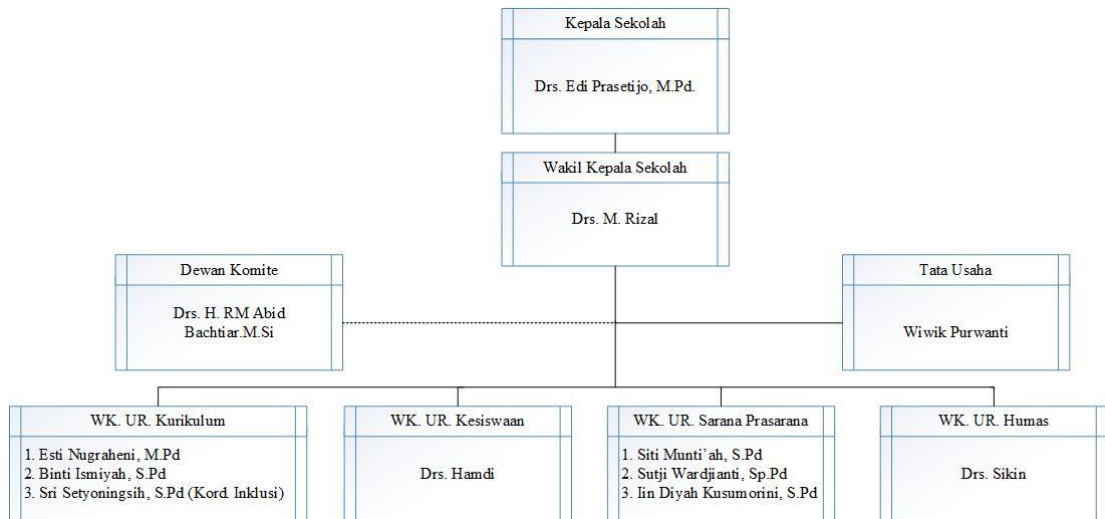 Kepala Sekolah
Drs. Edi Prasetijo, M.Pd.
Wakil Kepala Sekolah
Drs. M. Rizal
Dewan Komite
Drs. H. RM Abid
Bachtiar.M.Si
Tata Usaha
Wiwik Purwanti
WK. UR. Kurikulum
1. Esti Nugraheni, M.Pd
2. Binti Ismiyah, S.Pd
3. Sri Setyoningsih, S.Pd (Kord. Inklusi)
WK. UR. Kesiswaan
Drs. Hamdi
WK. UR. Sarana Prasarana
1. Siti Munti’ah, S.Pd
2. Sutji Wardjianti, Sp.Pd
3. Iin Diyah Kusumorini, S.Pd
WK. UR. Humas
Drs. Sikin